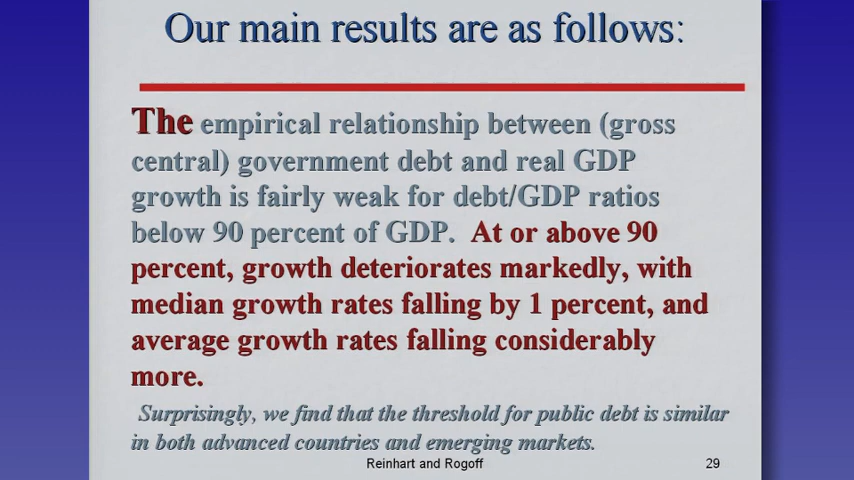 Our main results are as follows:
The empirical relationship between (gross
central) government debt and real GDP
growth is fairly weak for debt/GDP ratios
below 90 percent of GDP. At or above 90
percent, growth deteriorates markedly, with
median growth rates falling by 1 percent, and
average growth rates falling considerably
more.
Surprisingly, we find that the threshold for public debt is similar
in both advanced countries and emerging markets.
Reinhart and Rogoff 29